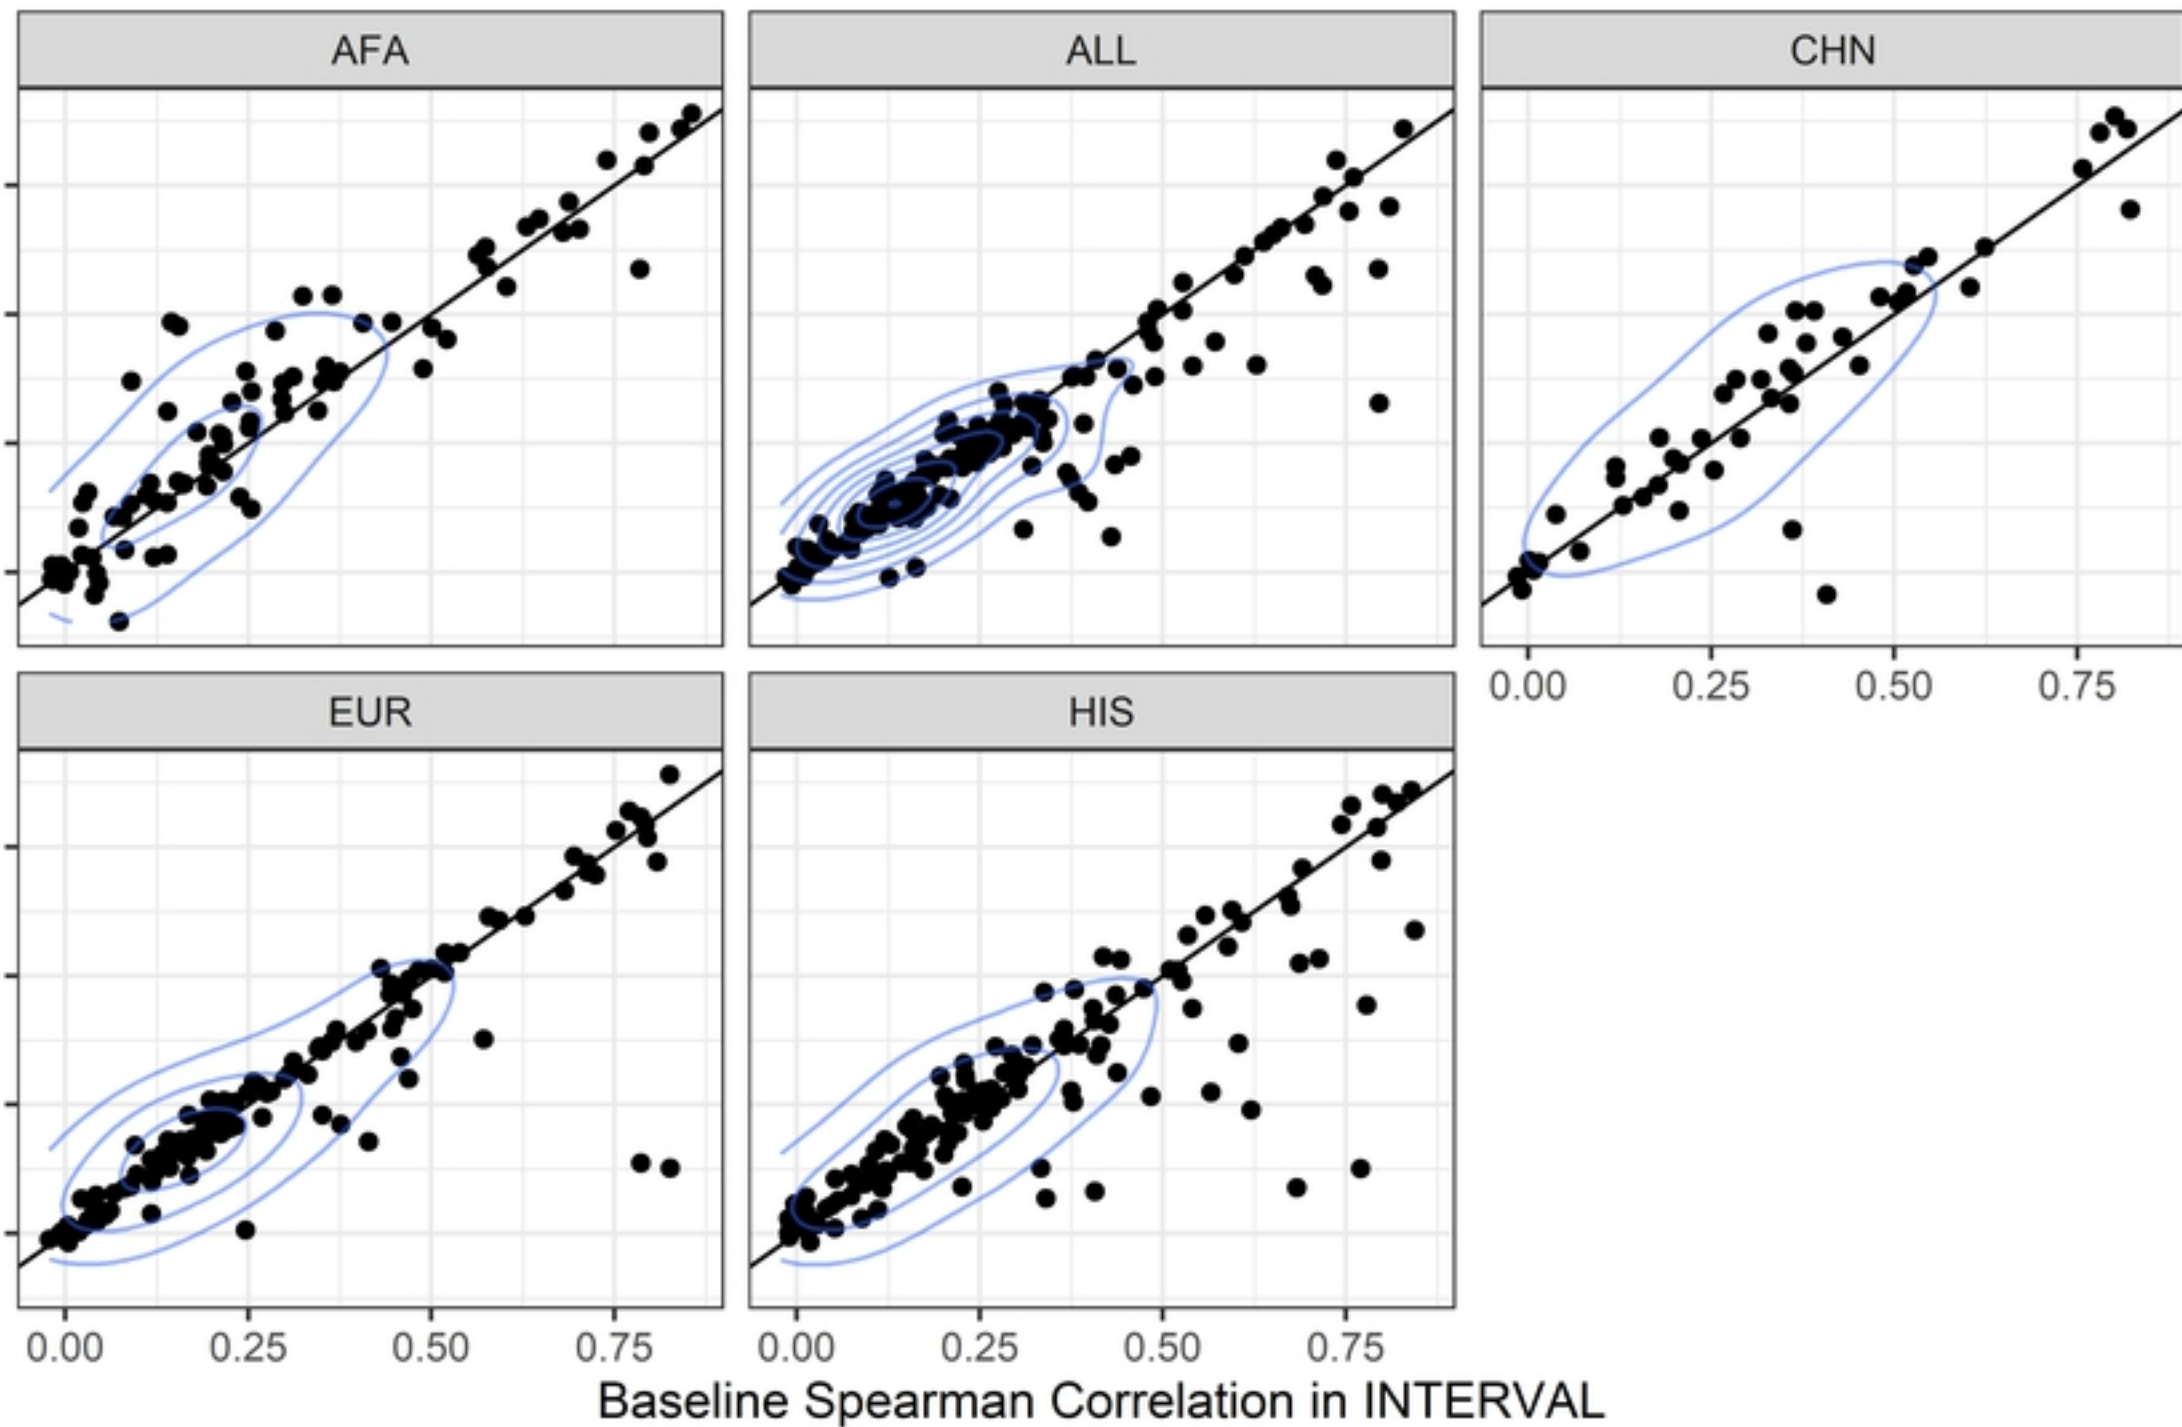 AFA ALL CHN
0.00 0.25 0.50 0.75
EUR HIS
0.00 0.25 0.50 0.75 0.00 0.25 0.50 0.75
Baseline Spearman Correlation in INTERVAL